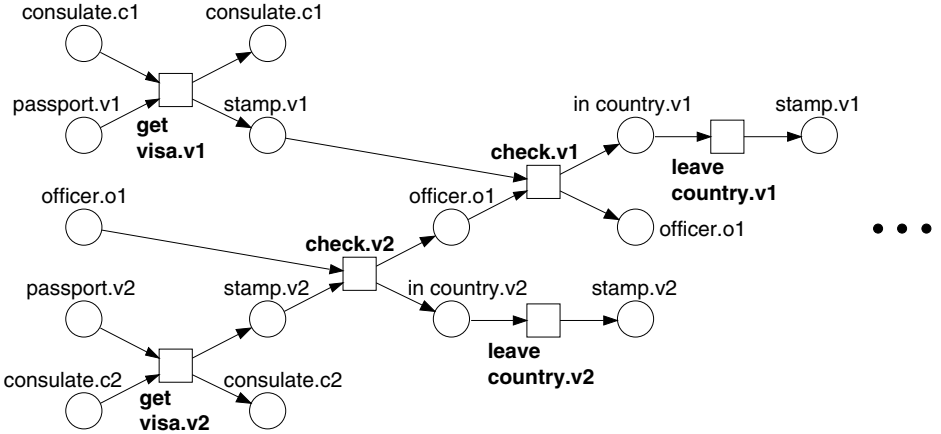 consulate.c1
consulate.c1
passport.v1
get
visa.v1
stamp.v1
in country.v1
stamp.v1
check.v1
leave
country.v1
officer.o1
officer.o1
officer.o1
check.v2
passport.v2
stamp.v2
in country.v2
stamp.v2
leave
country.v2
consulate.c2
get
visa.v2
consulate.c2